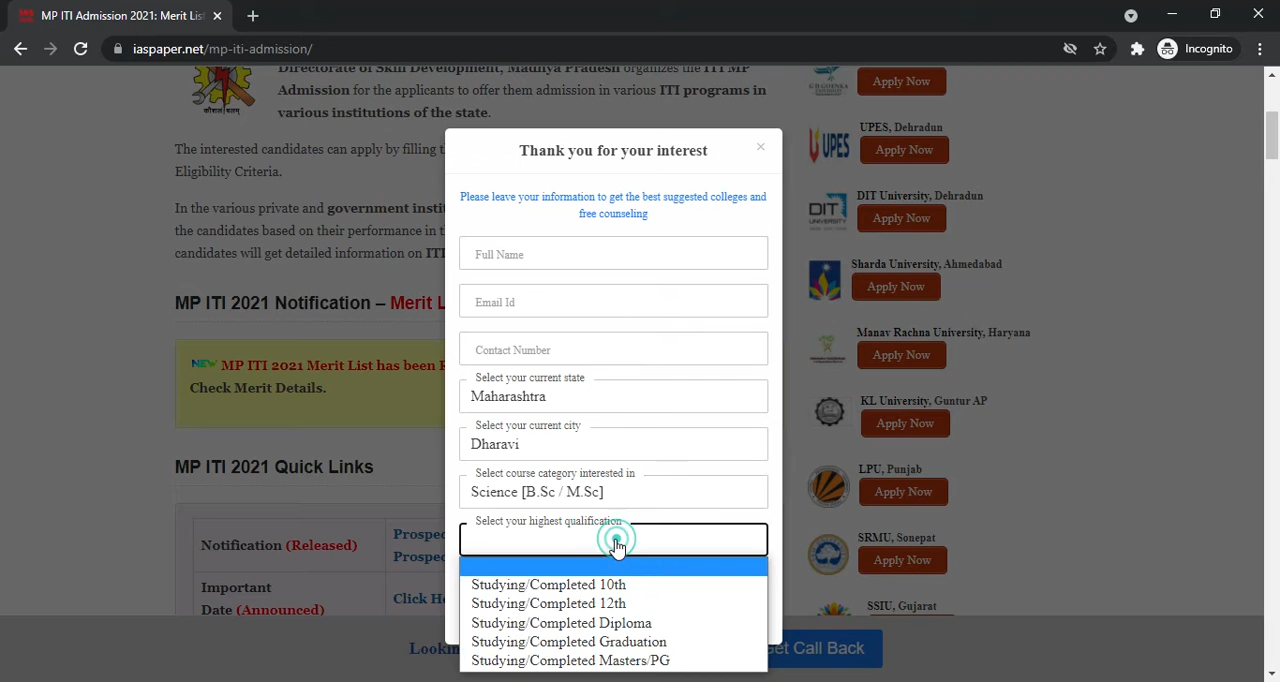 MP ITI Admission 2021: Merit Lis
iaspaper.net/mp-iti-admission/
Incognito
Directorate of Skill Development, Madhya Pradesh organizes the ITI MP
Admission for the applicants to offer them admission in various ITI programs in
various institutions of the state.
The interested candidates can apply by filling t
Eligibility Criteria.
In the various private and government instit
the candidates based on their performance in t
candidates will get detailed information on ITI
MP ITI 2021 Notification – Merit L
NEW MP ITI 2021 Merit List has been R
Check Merit Details.
MP ITI 2021 Quick Links
Notification (Released)
Prospec
Prospec
Important
Date (Announced)
Click He
Thank you for your interest
×
Please leave your information to get the best suggested colleges and
free counseling
Full Name
Email Id
Contact Number
Select your current state
Maharashtra
Select your current city
Dharavi
Select course category interested in
Science [B.Sc / M.Sc]
Select your highest qualification
Studying/Completed 10th
Studying/Completed 12th
Studying/Completed Diploma
Studying/Completed Graduation
Studying/Completed Masters/PG
G D GOENKA
Apply Now
UPES, Dehradun
UPES
Apply Now
DIT University, Dehradun
DIT
UNIVERSITY
Apply Now
Sharda University, Ahmedabad
Apply Now
Manav Rachna University, Haryana
Apply Now
KL University, Guntur AP
Apply Now
LPU, Punjab
Apply Now
SRMU, Sonepat
Apply Now
SSIU, Gujarat
Lookin
Get Call Back